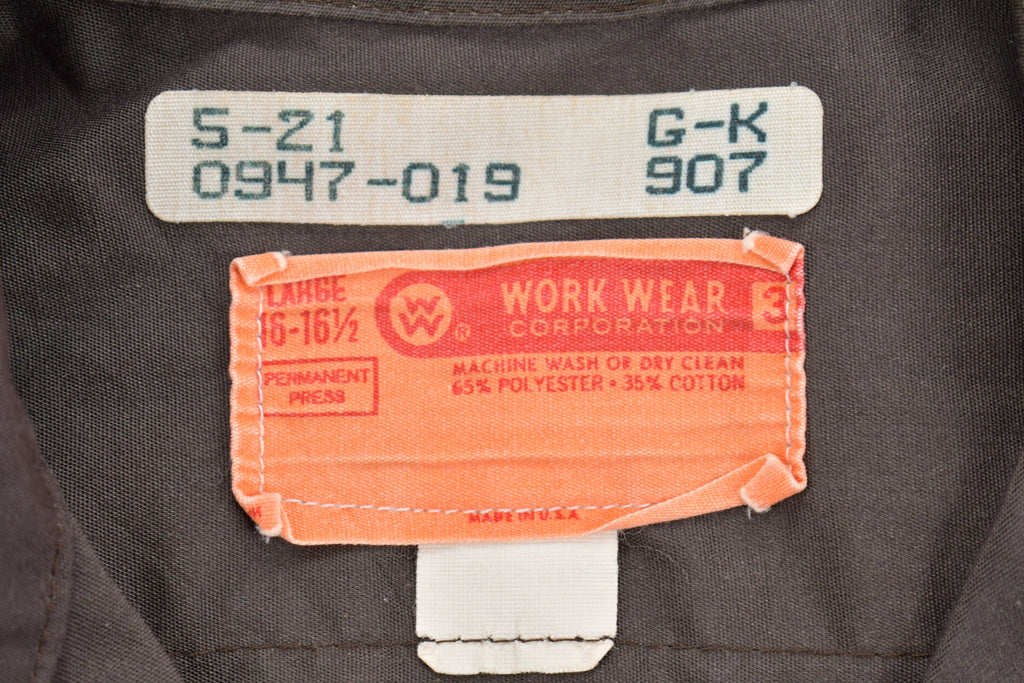 5-21 G-K
0947-019 907
LARGE
16-16½
PERMANENT
PRESS
WW ®
WORK WEAR 3
CORPORATION
MACHINE WASH OR DRY CLEAN
65% POLYESTER • 35% COTTON
MADE IN U.S.A